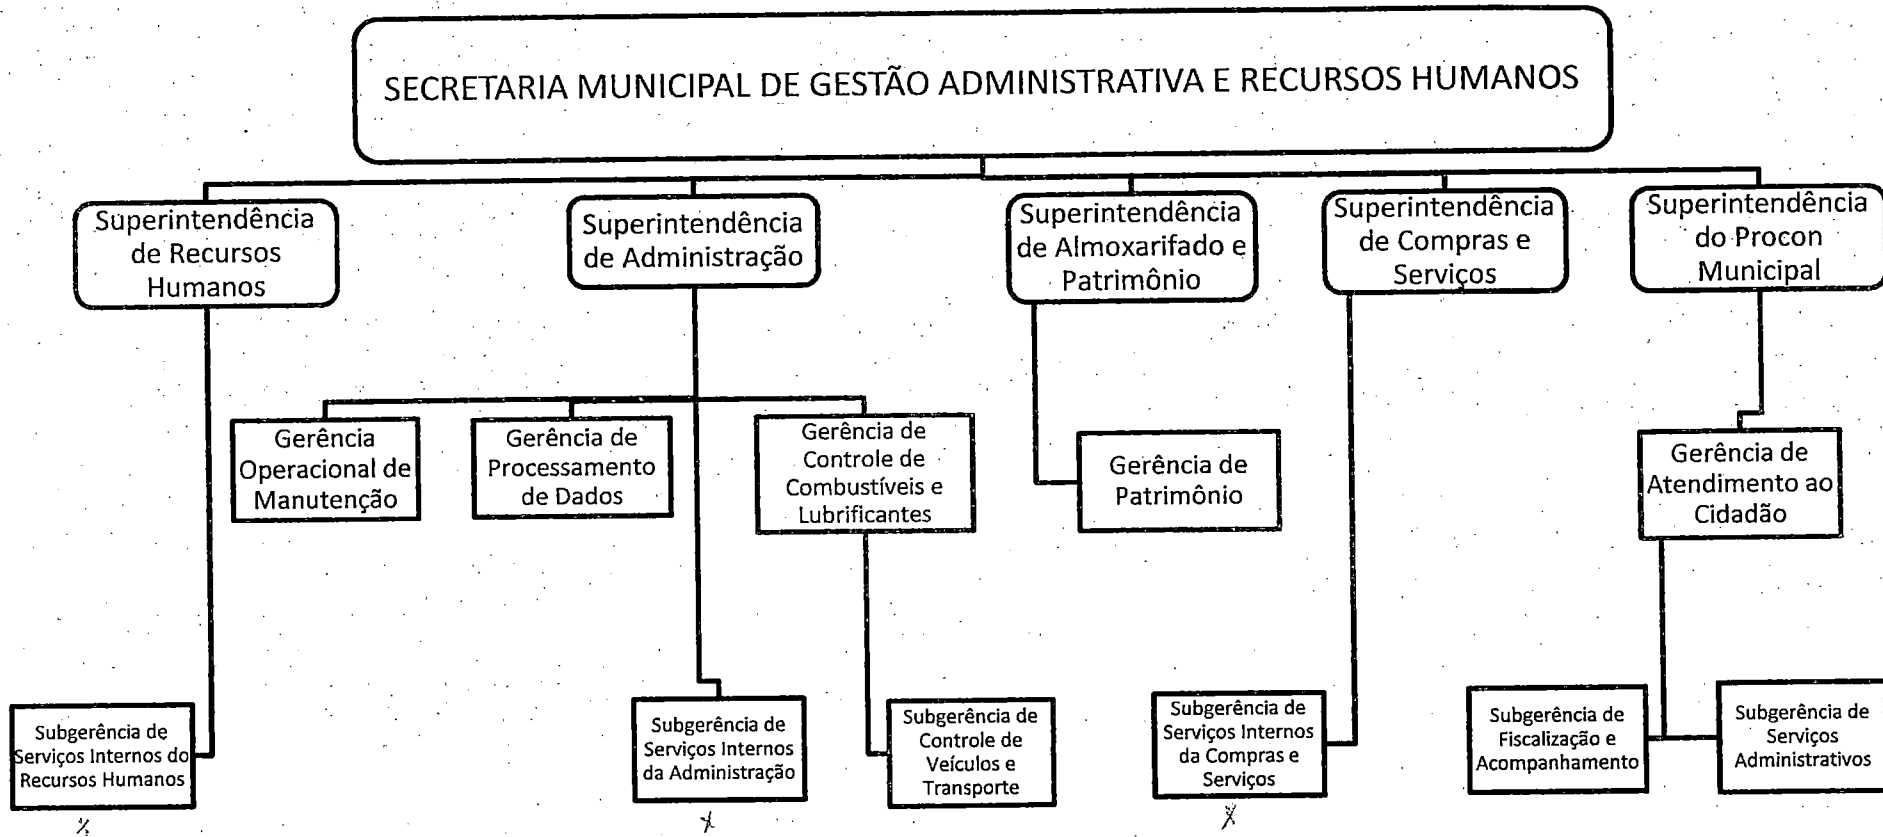 SECRETARIA MUNICIPAL DE GESTÃO ADMINISTRATIVA E RECURSOS HUMANOS
Superintendência
de Recursos
Humanos
Superintendência
de Administração
Superintendência
de Almoxarifado e
Patrimônio
Superintendência
de Compras e
Serviços
Superintendência
do Procon
Municipal
Gerência
Operacional de
Manutenção
Gerência de
Processamento
de Dados
Gerência de
Controle de
Combustíveis e
Lubrificantes
Gerência de
Patrimônio
Gerência de
Atendimento ao
Cidadão
Subgerência de
Serviços Internos do
Recursos Humanos
Subgerência de
Serviços Internos
da Administração
Subgerência de
Controle de
Veículos e
Transporte
Subgerência de
Serviços Internos
da Compras e
Serviços
Subgerência de
Fiscalização e
Acompanhamento
Subgerência de
Serviços
Administrativos